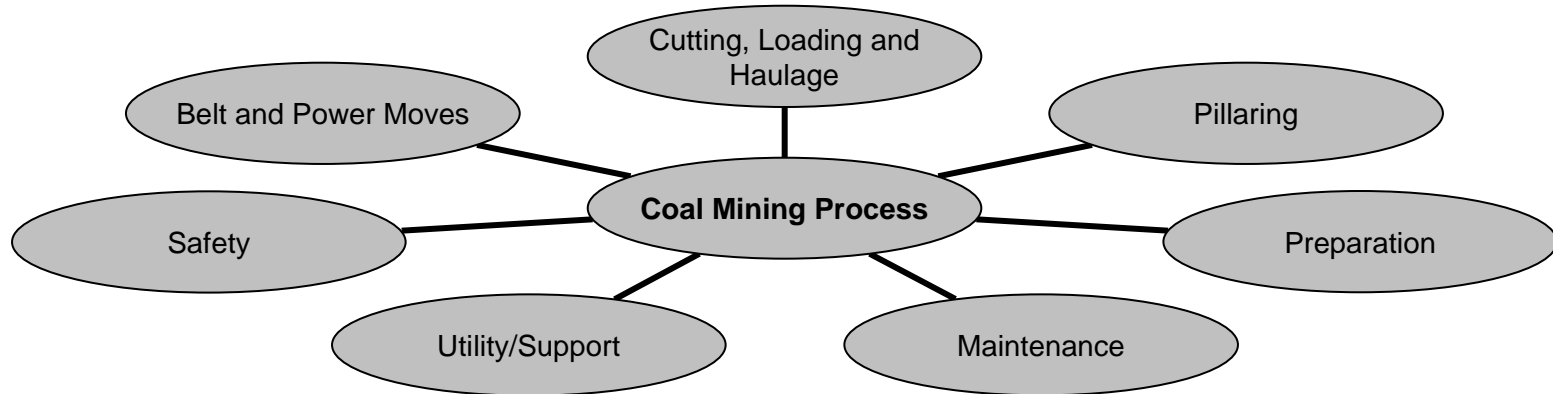 Cutting, Loading and
Haulage
Belt and Power Moves
Pillaring
Coal Mining Process
Safety
Preparation
Utility/Support
Maintenance